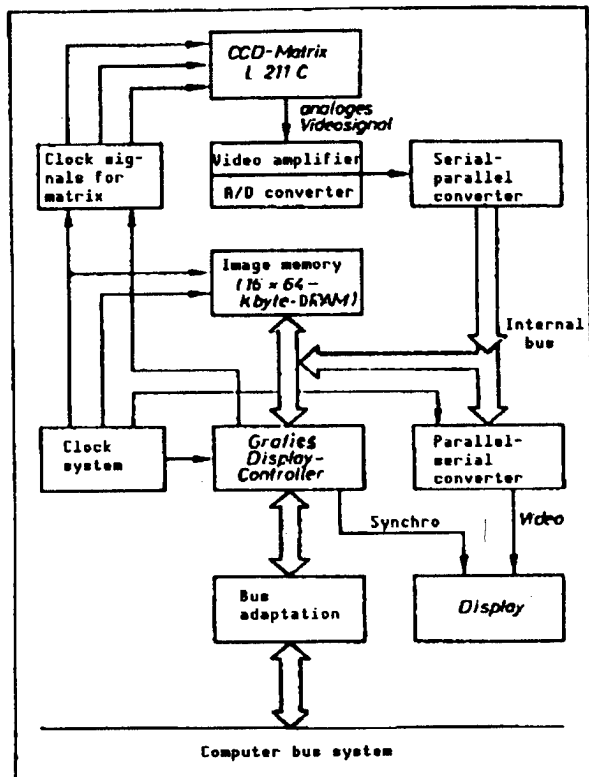 CCD-Matrix
L 211 C
analoges
Videosignal
Clock sig-
nals for
matrix
Video amplifier
A/D converter
Serial-
parallel
converter
Image memory
(16 × 64-
Kbyte-DRAM)
Internal
bus
Clock
system
Grafies
Display-
Controller
Parallel-
serial
converter
Synchro
Video
Bus
adaptation
Display
Computer bus system